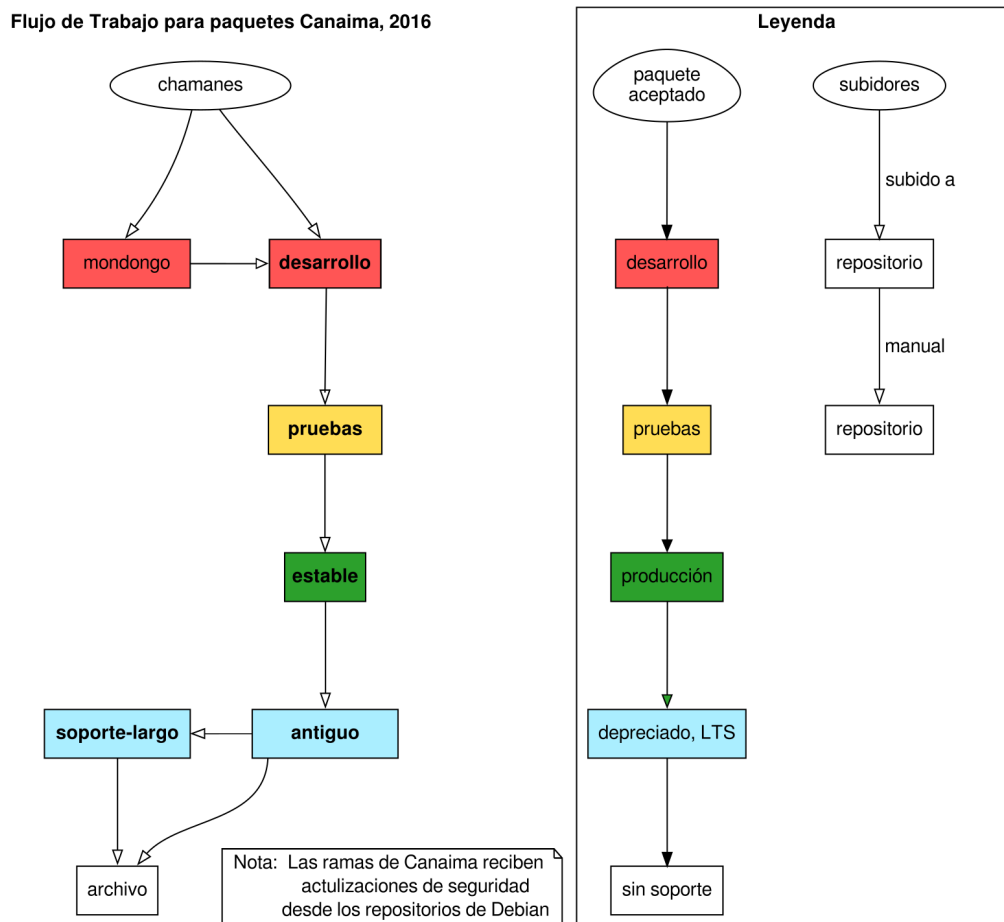 Flujo de Trabajo para paquetes Canaima, 2016
chamanes
mondongo
desarrollo
pruebas
estable
soporte-largo
antiguo
archivo
Nota: Las ramas de Canaima reciben
actulizaciones de seguridad
desde los repositorios de Debian
Leyenda
paquete
aceptado
desarrollo
pruebas
producción
depreciado, LTS
sin soporte
subidores
subido a
repositorio
manual
repositorio